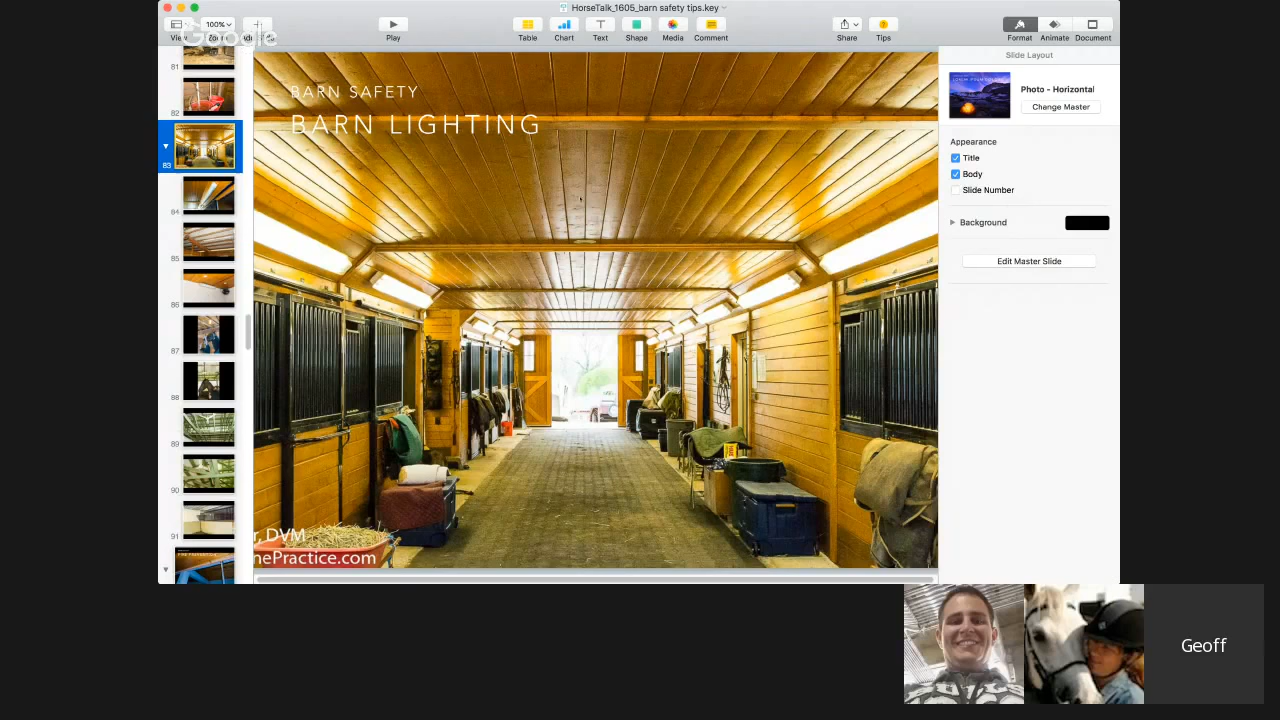 HorseTalk_1605_barn safety tips.key
View
100%
Zoom
Google
Play
Table
Chart
Text
Shape
Media
Comment
Share
Tips
Format
Animate
Document
81
82
83
84
85
86
87
88
89
90
91
BARN SAFETY
BARN LIGHTING
r, DVM
nePractice.com
Slide Layout
Photo - Horizontal
Change Master
Appearance
Title
Body
Slide Number
Background
Edit Master Slide
Geoff